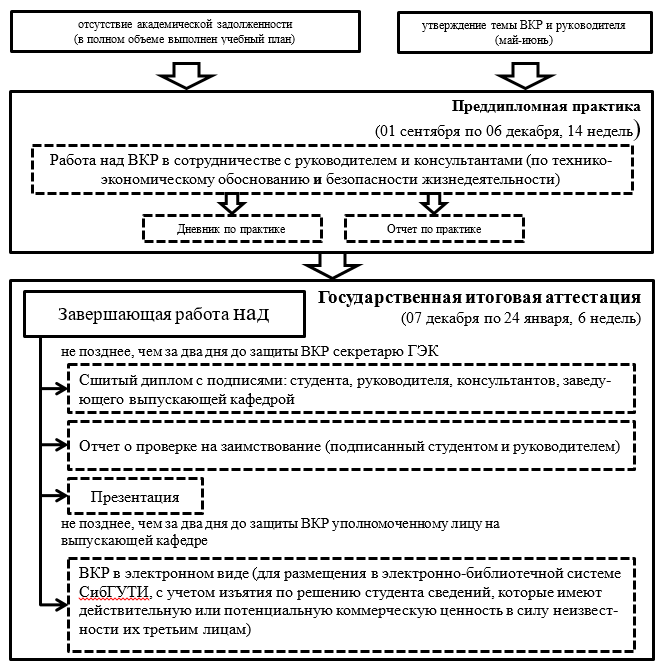 отсутствие академической задолженности
(в полном объеме выполнен учебный план)
утверждение темы ВКР и руководителя
(май-июнь)
Преддипломная практика
(01 сентября по 06 декабря, 14 недель)
Работа над ВКР в сотрудничестве с руководителем и консультантами (по технико-
экономическому обоснованию и безопасности жизнедеятельности)
Дневник по практике
Отчет по практике
Государственная итоговая аттестация
(07 декабря по 24 января, 6 недель)
Завершающая работа над
не позднее, чем за два дня до защиты ВКР секретарю ГЭК
Сшитый диплом с подписями: студента, руководителя, консультантов, заведу-
ющего выпускающей кафедрой
Отчет о проверке на заимствование (подписанный студентом и руководителем)
Презентация
не позднее, чем за два дня до защиты ВКР уполномоченному лицу на
выпускающей кафедре
ВКР в электронном виде (для размещения в электронно-библиотечной системе
СибГУТИ, с учетом изъятия по решению студента сведений, которые имеют
действительную или потенциальную коммерческую ценность в силу неизвест-
ности их третьим лицам)